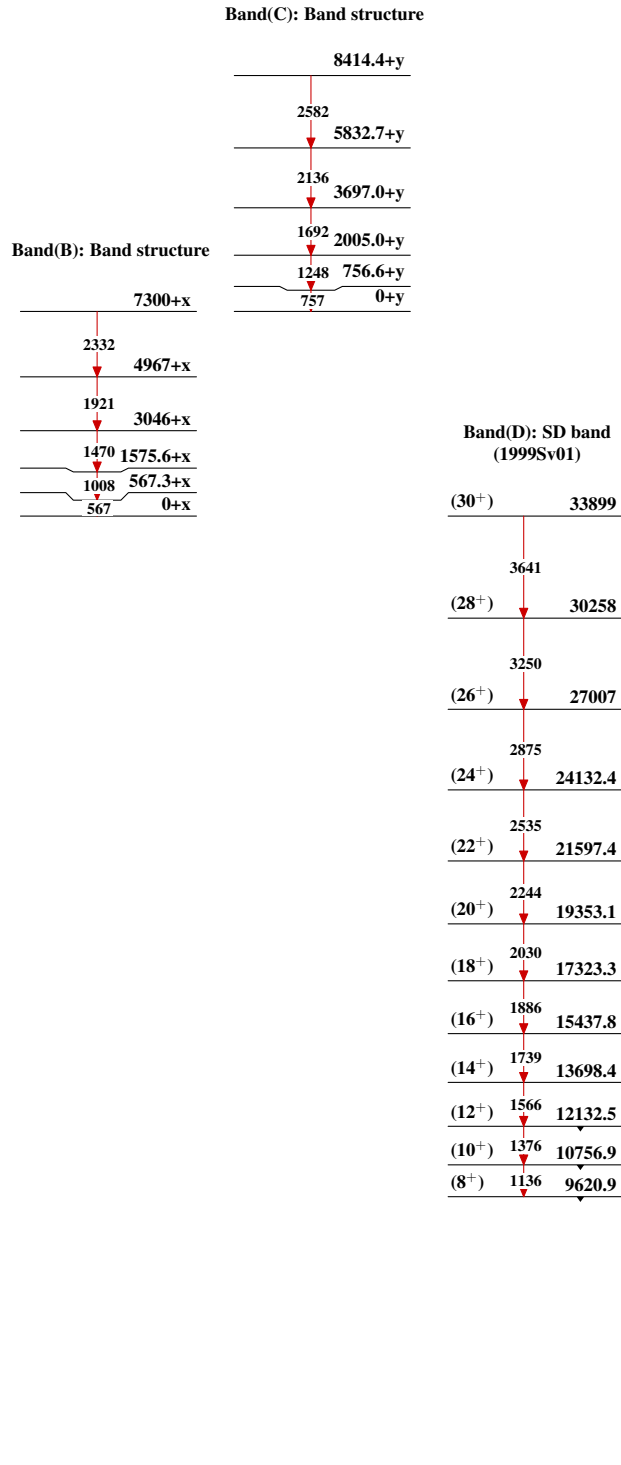 Band(C): Band structure
8414.4+y
2582
5832.7+y
2136
3697.0+y
1692
2005.0+y
1248
756.6+y
757
0+y
Band(B): Band structure
7300+x
2332
4967+x
1921
3046+x
1470
1575.6+x
1008
567.3+x
567
0+x
Band(D): SD band
(1999Sv01)
(30⁺) 33899
3641
(28⁺) 30258
3250
(26⁺) 27007
2875
(24⁺) 24132.4
2535
(22⁺) 21597.4
2244
(20⁺) 19353.1
2030
(18⁺) 17323.3
1886
(16⁺) 15437.8
1739
(14⁺) 13698.4
1566
(12⁺) 12132.5
1376
(10⁺) 10756.9
1136
(8⁺) 9620.9